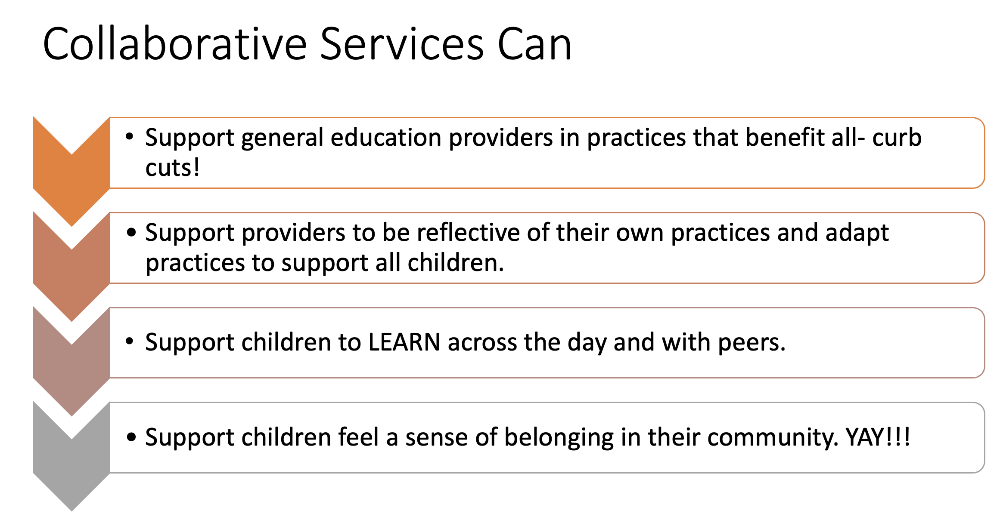 Collaborative Services Can
• Support general education providers in practices that benefit all- curb
cuts!
• Support providers to be reflective of their own practices and adapt
practices to support all children.
• Support children to LEARN across the day and with peers.
• Support children feel a sense of belonging in their community. YAY!!!